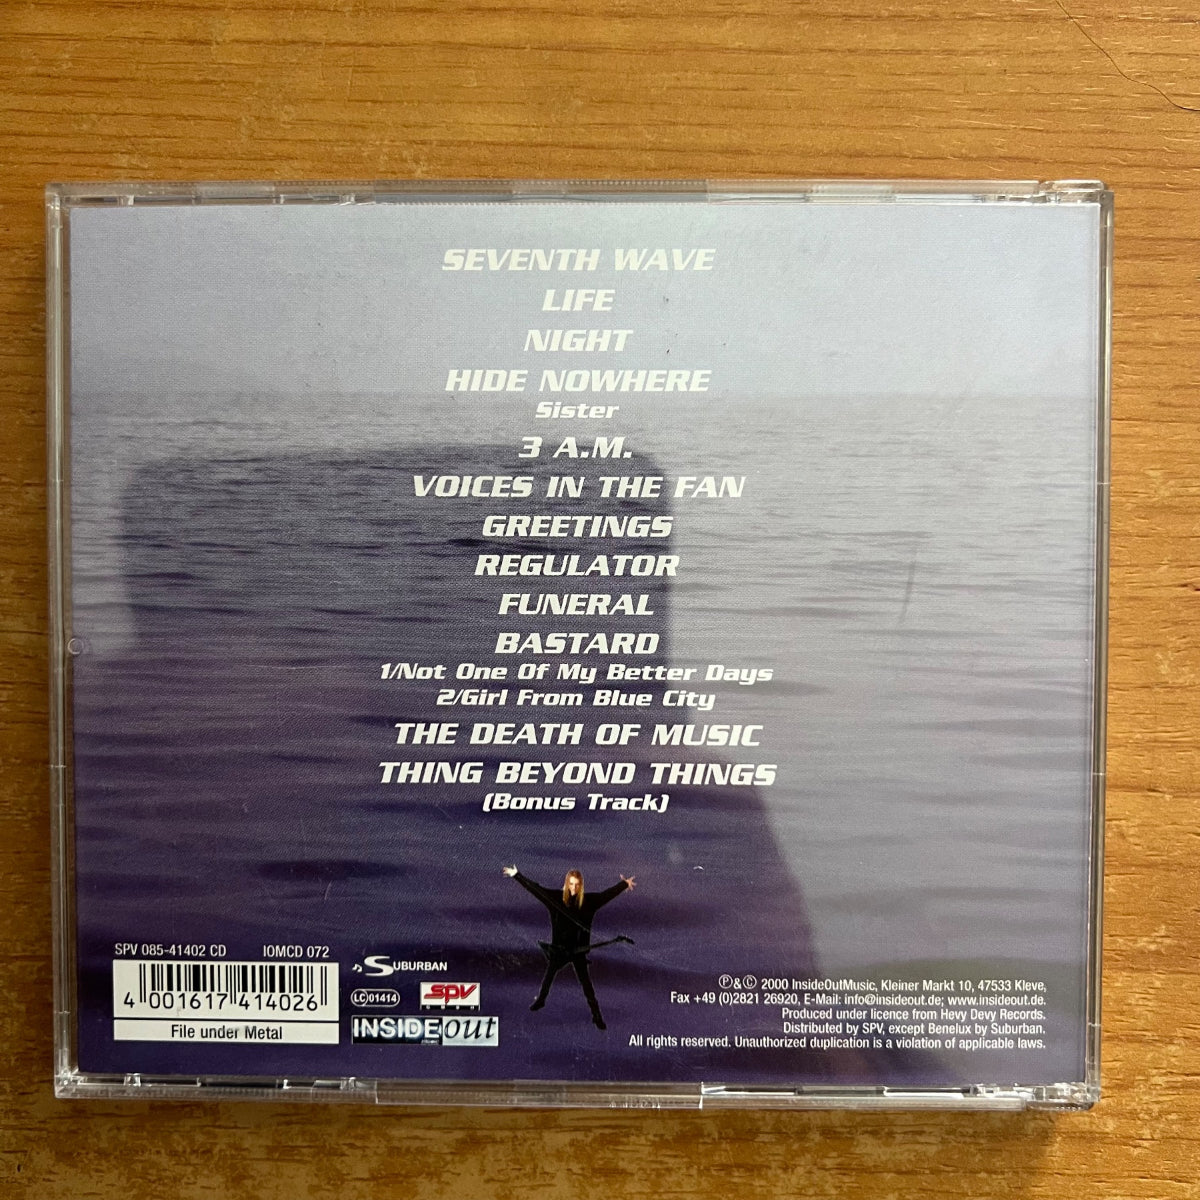 SEVENTH WAVE
LIFE
NIGHT
HIDE NOWHERE
Sister
3 A.M.
VOICES IN THE FAN
GREETINGS
REGULATOR
FUNERAL
BASTARD
1/Not One Of My Better Days
2/Girl From Blue City
THE DEATH OF MUSIC
THING BEYOND THINGS
(Bonus Track)
SPV 085-41402 CD IOMCD 072
4 001617 414026
File under Metal
SUBURBAN
LC 01414
SPV
INSIDEout
Ⓟ&© 2000 InsideOutMusic, Kleiner Markt 10, 47533 Kleve,
Fax +49 (0)2821 26920, E-Mail: info@insideout.de; www.insideout.de.
Produced under licence from Hevy Devy Records.
Distributed by SPV, except Benelux by Suburban.
All rights reserved. Unauthorized duplication is a violation of applicable laws.